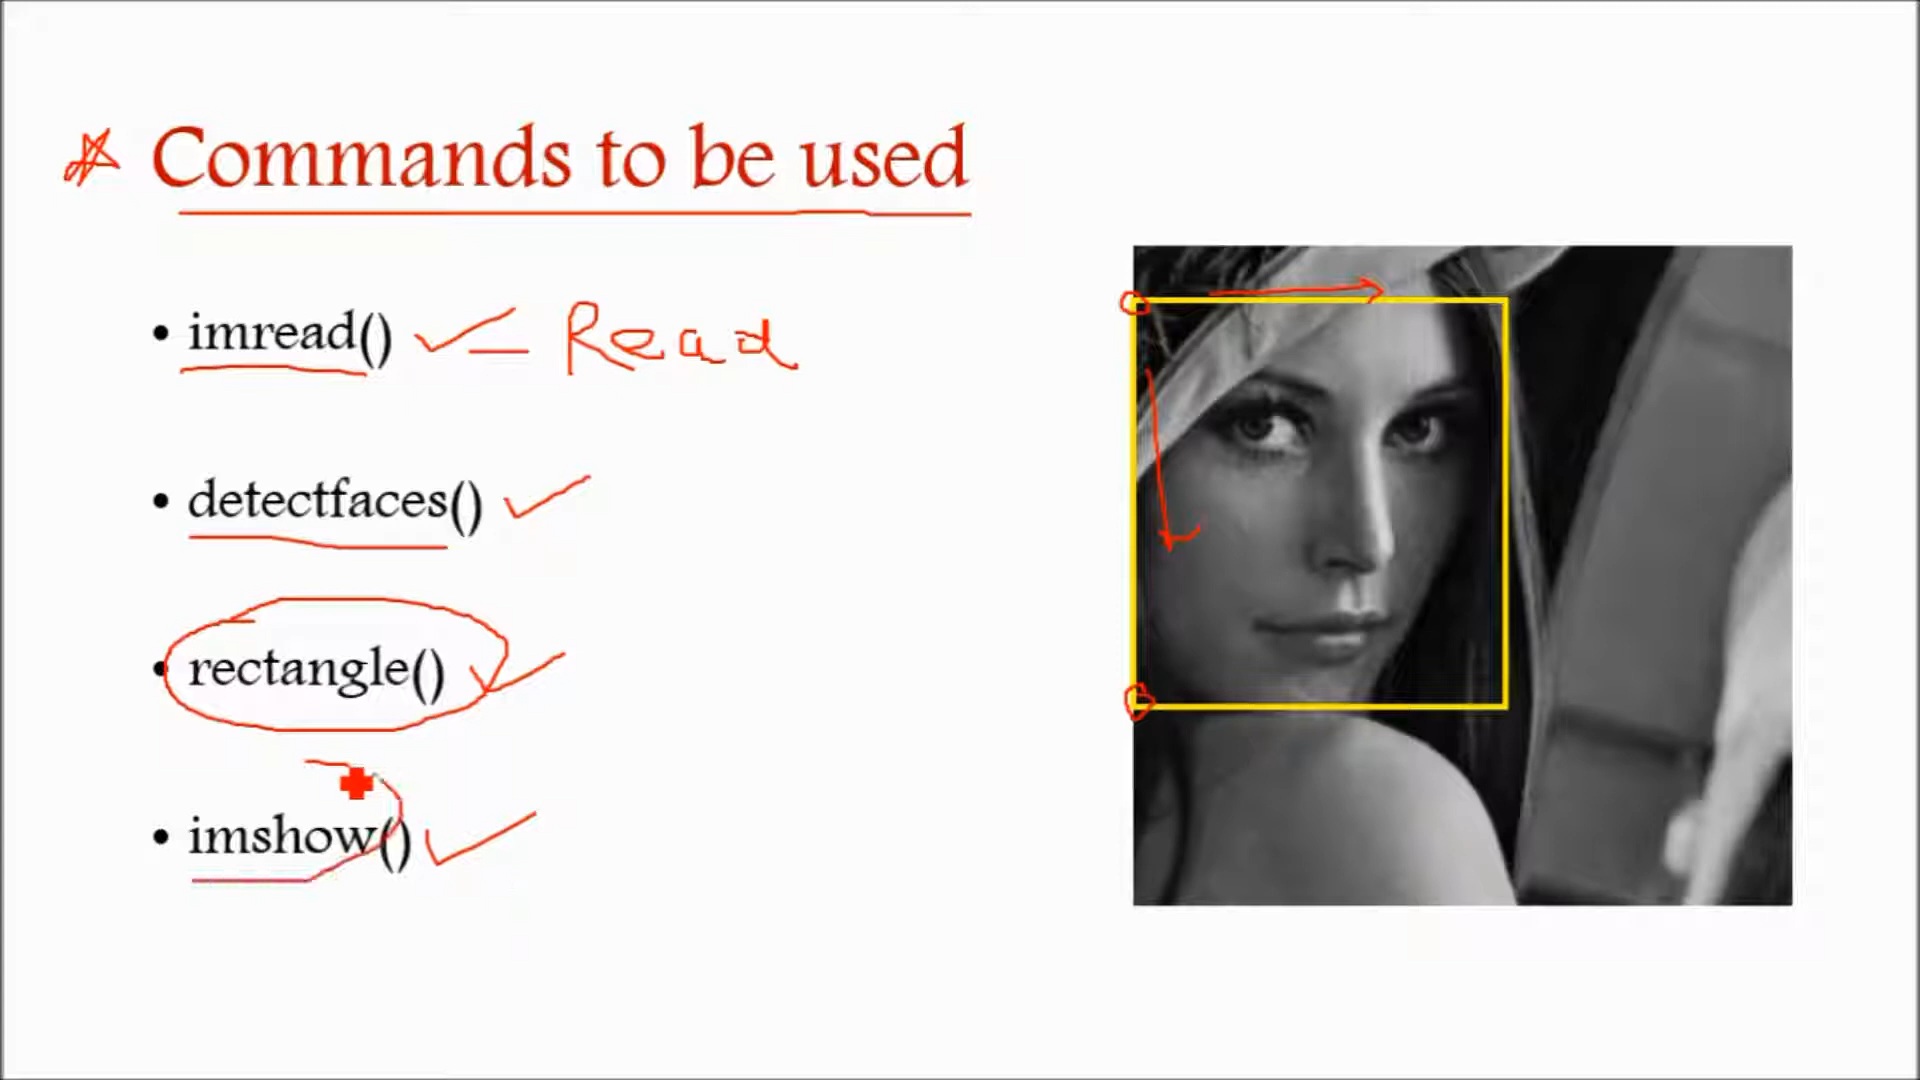 Commands to be used
• imread() = Read
• detectfaces()
• rectangle()
• imshow()